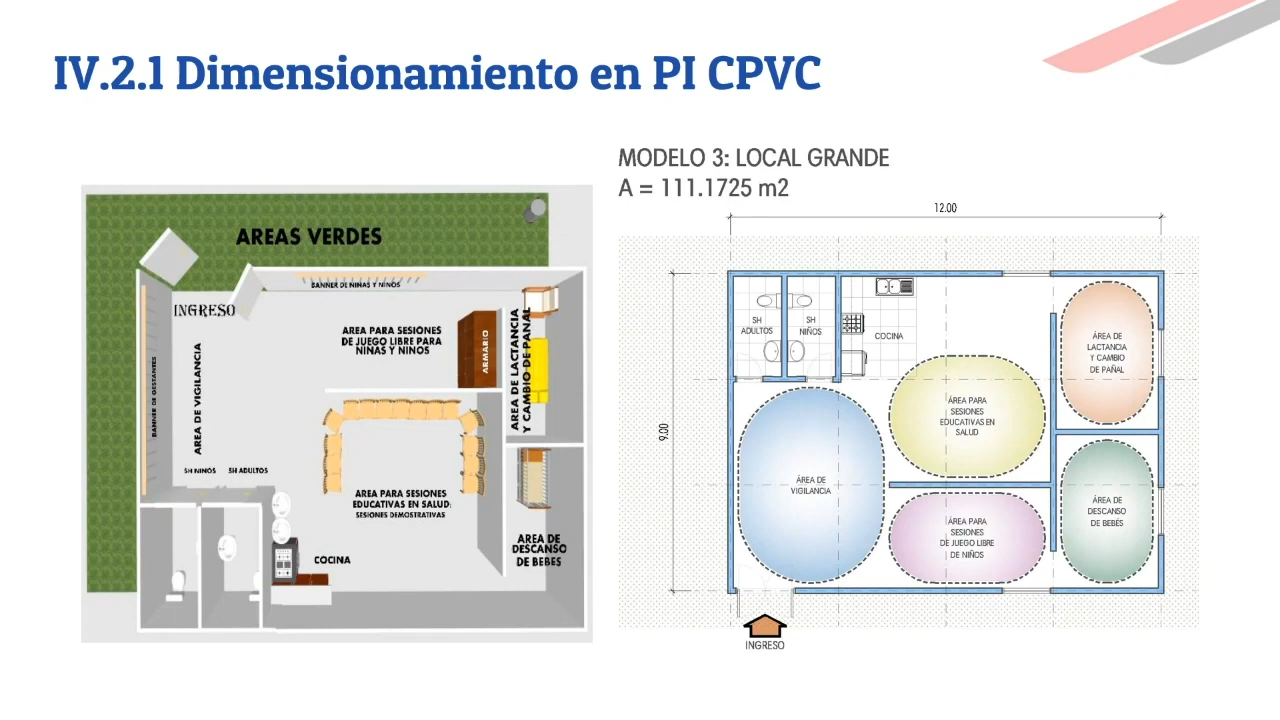 IV.2.1 Dimensionamiento en PI CPVC
AREAS VERDES
BANNER DE NIÑAS Y NIÑOS
INGRESO
AREA PARA SESIONES
DE JUEGO LIBRE PARA
NIÑAS Y NIÑOS
ARMARIO
AREA DE LACTANCIA
Y CAMBIO DE PAÑAL
BANNER DE GESTANTES
AREA DE VIGILANCIA
SH NIÑOS
SH ADULTOS
AREA PARA SESIONES
EDUCATIVAS EN SALUD:
SESIONES DEMOSTRATIVAS
AREA DE
DESCANSO
DE BEBES
COCINA
MODELO 3: LOCAL GRANDE
A = 111.1725 m2
12.00
9.00
SH
ADULTOS
SH
NIÑOS
COCINA
ÁREA DE
LACTANCIA
Y CAMBIO
DE PAÑAL
ÁREA PARA
SESIONES
EDUCATIVAS EN
SALUD
ÁREA DE
VIGILANCIA
ÁREA PARA
SESIONES
DE JUEGO LIBRE
DE NIÑOS
ÁREA DE
DESCANSO
DE BEBÉS
INGRESO